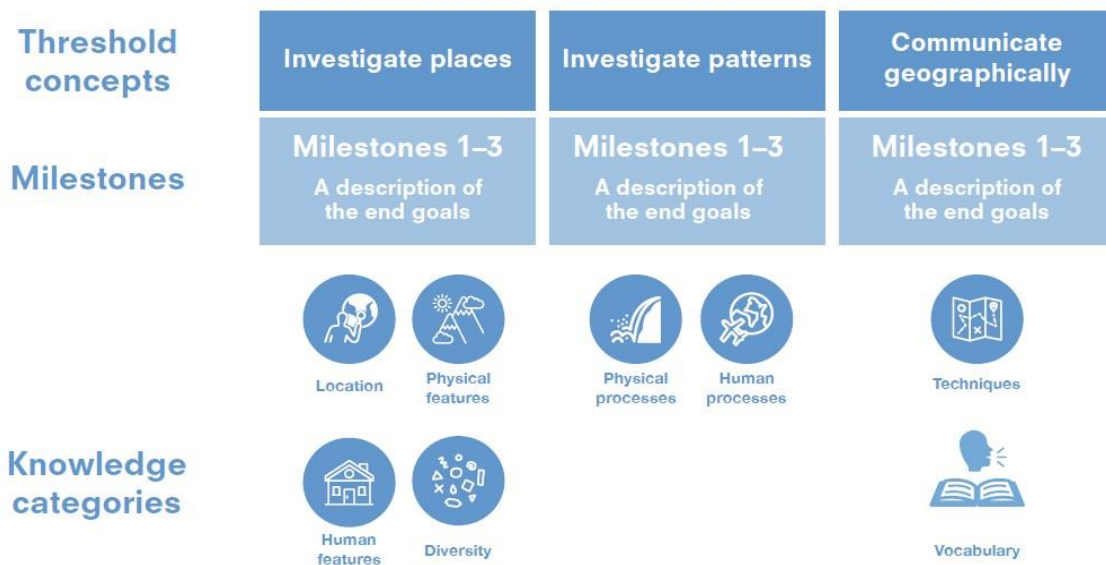 Threshold
concepts
Investigate places
Investigate patterns
Communicate
geographically
Milestones
Milestones 1–3
A description of
the end goals
Milestones 1–3
A description of
the end goals
Milestones 1–3
A description of
the end goals
Knowledge
categories
Location
Physical
features
Physical
processes
Human
processes
Techniques
Human
features
Diversity
Vocabulary